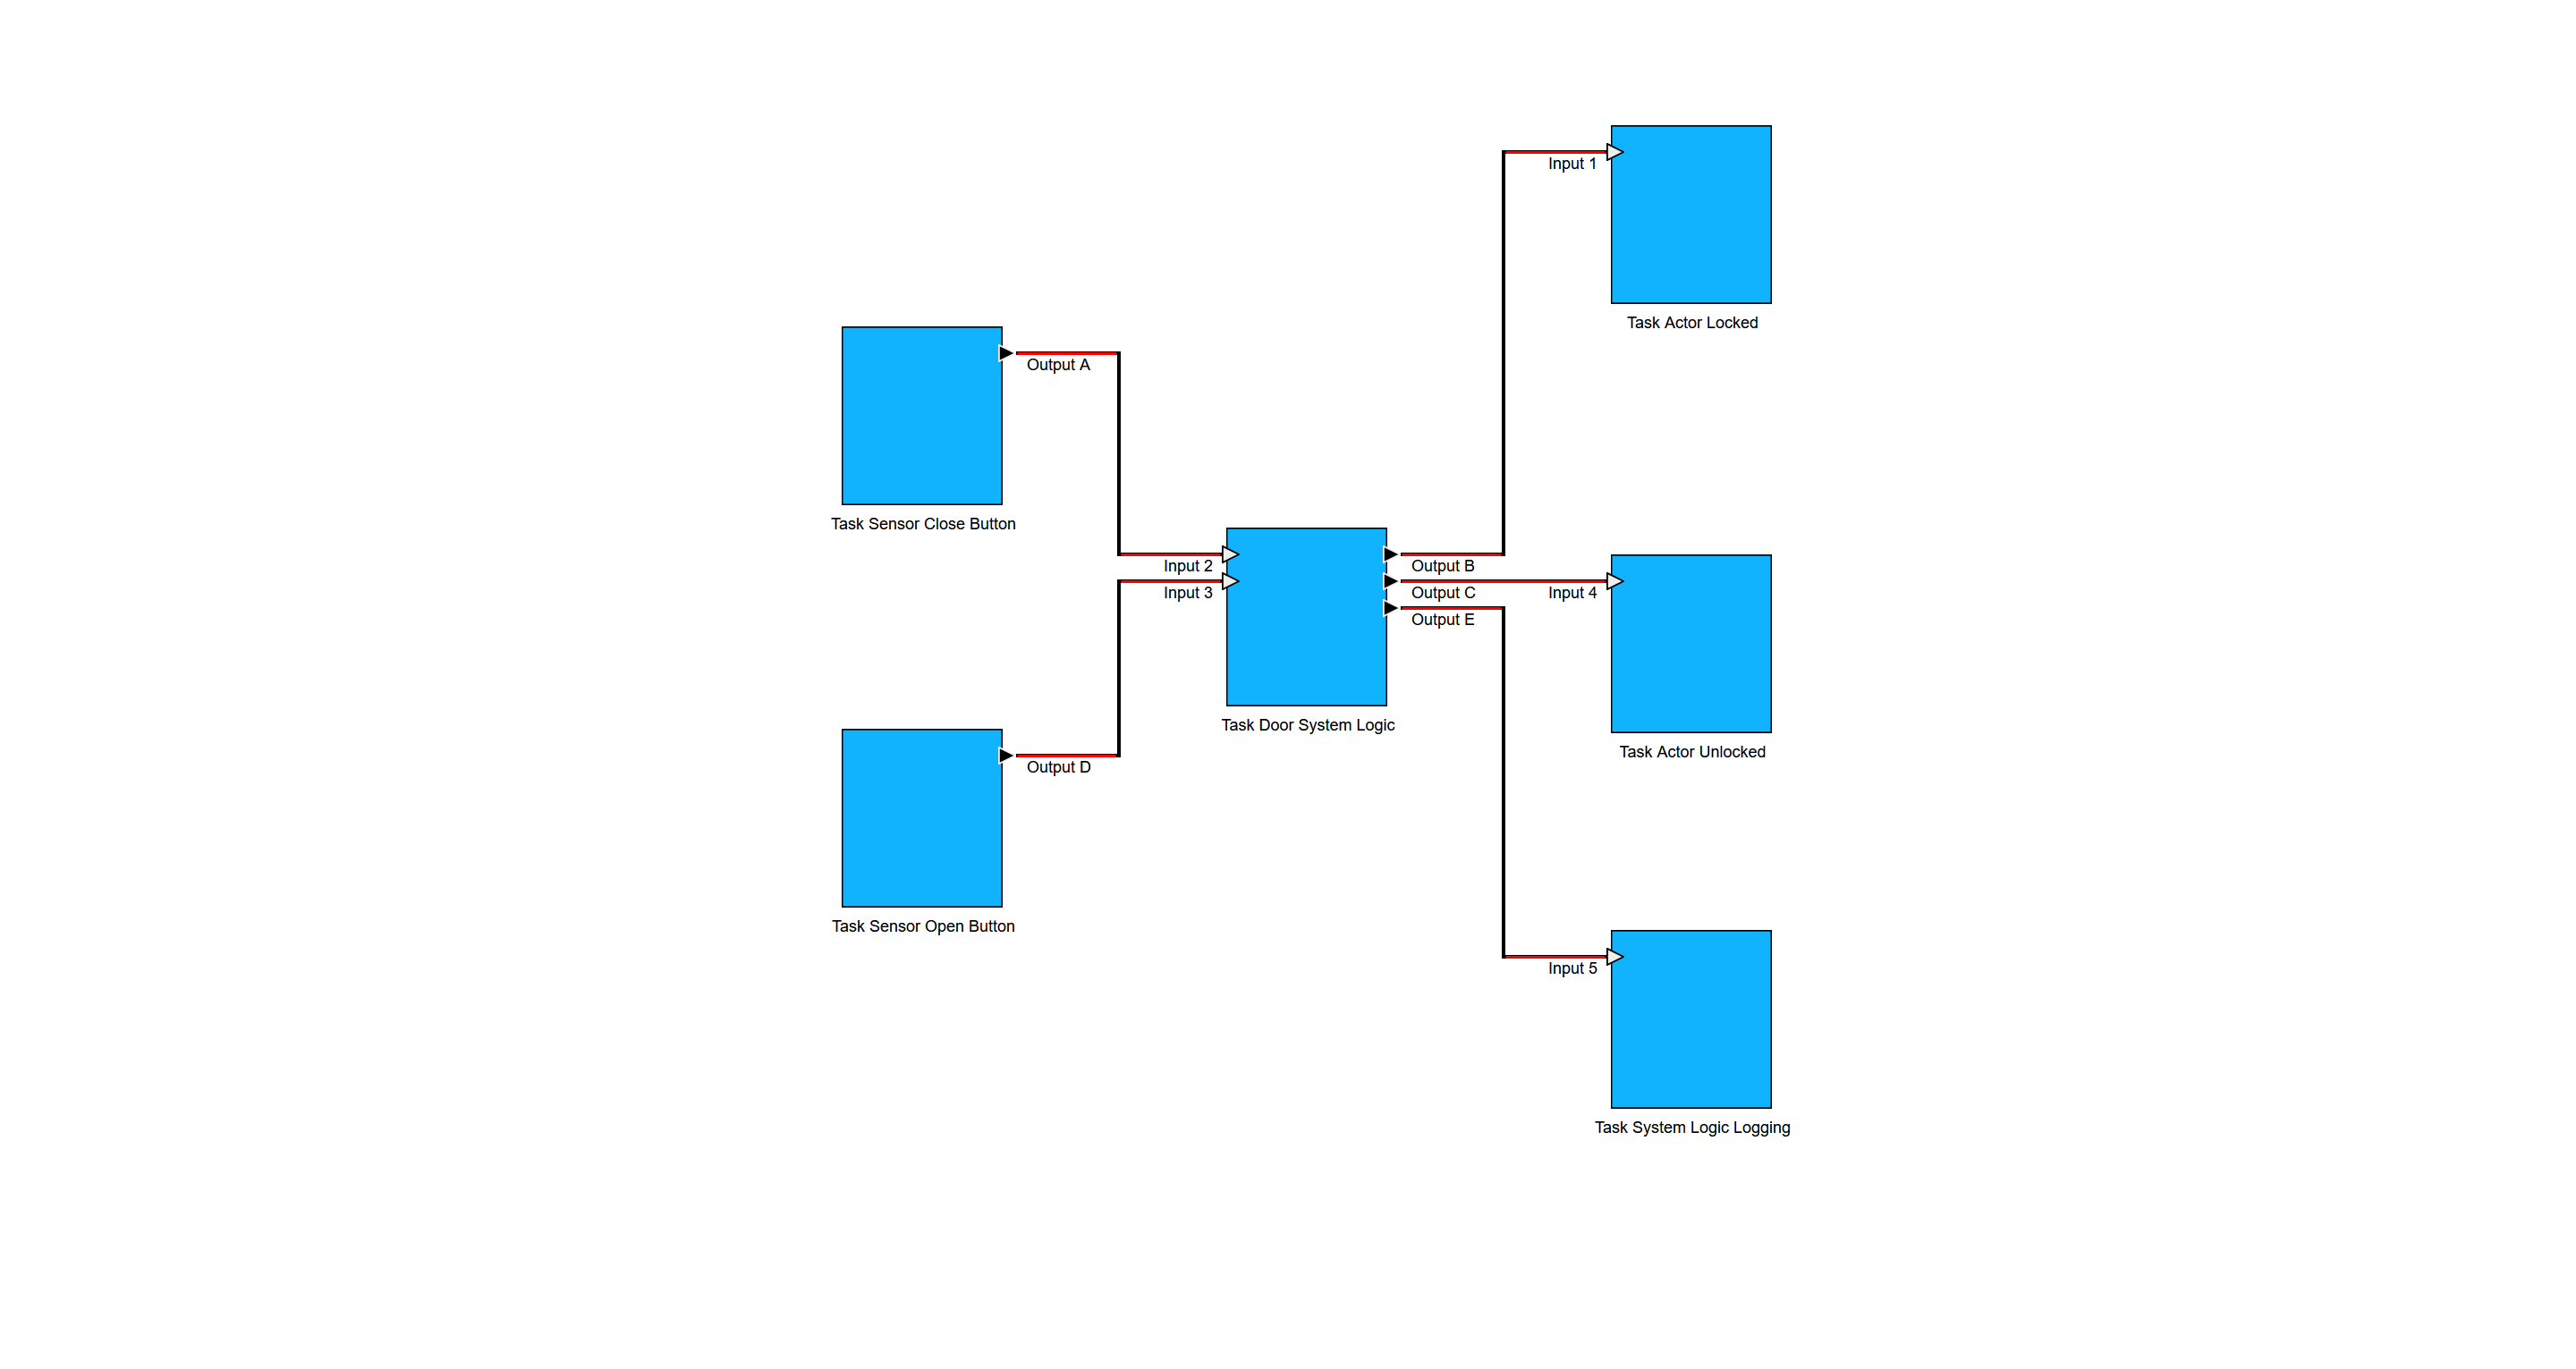 Input 1
Task Actor Locked
Output A
Task Sensor Close Button
Input 2
Output B
Input 3
Output C
Input 4
Output E
Task Door System Logic
Task Actor Unlocked
Output D
Task Sensor Open Button
Input 5
Task System Logic Logging